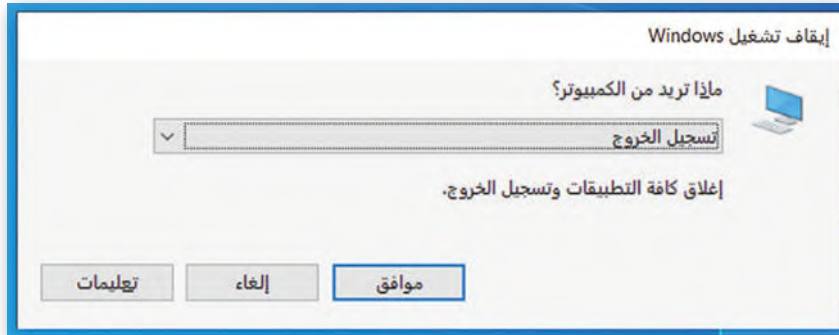 إيقاف تشغيل Windows
ماذا تريد من الكمبيوتر؟
تسجيل الخروج
إغلاق كافة التطبيقات وتسجيل الخروج.
موافق
إلغاء
تعليمات